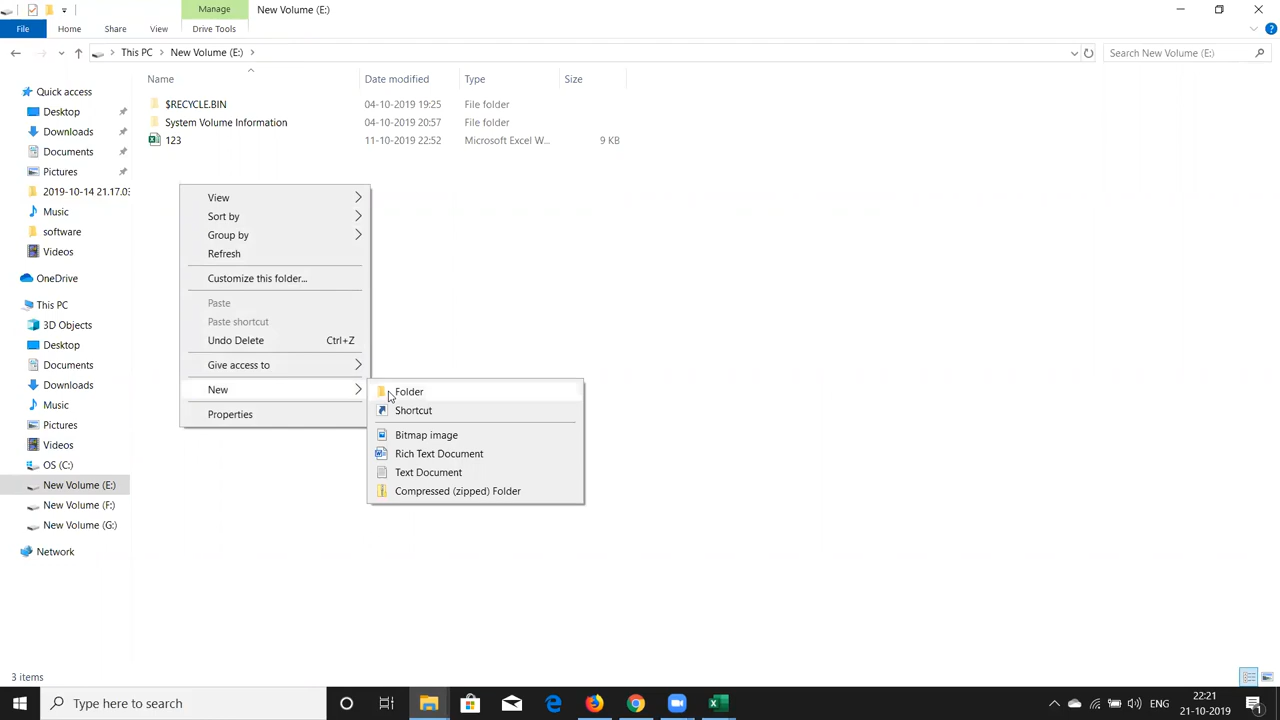 Manage
New Volume (E:)
File
Home
Share
View
Drive Tools
This PC
New Volume (E:)
Search New Volume (E:)
Name
Date modified
Type
Size
$RECYCLE.BIN
04-10-2019 19:25
File folder
System Volume Information
04-10-2019 20:57
File folder
123
11-10-2019 22:52
Microsoft Excel W...
9 KB
Quick access
Desktop
Downloads
Documents
Pictures
2019-10-14 21.17.03
Music
software
Videos
OneDrive
This PC
3D Objects
Desktop
Documents
Downloads
Music
Pictures
Videos
OS (C:)
New Volume (E:)
New Volume (F:)
New Volume (G:)
Network
View
Sort by
Group by
Refresh
Customize this folder...
Paste
Paste shortcut
Undo Delete Ctrl+Z
Give access to
New
Properties
Folder
Shortcut
Bitmap image
Rich Text Document
Text Document
Compressed (zipped) Folder
3 items
Type here to search
ENG
22:21
21-10-2019
1